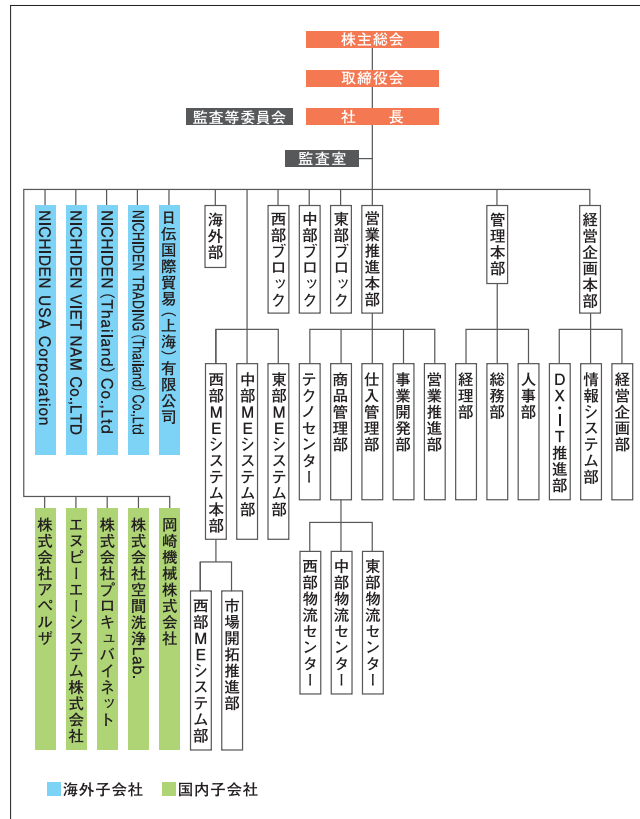 株主総会
取締役会
監査等委員会
社　長
監査室
NICHIDEN USA Corporation
NICHIDEN VIET NAM Co.,LTD
NICHIDEN (Thailand) Co.,Ltd
NICHIDEN TRADING (Thailand) Co.,Ltd
日伝国際貿易（上海）有限公司
海外部
西部ブロック
中部ブロック
東部ブロック
営業推進本部
管理本部
経営企画本部
西部MEシステム本部
中部MEシステム部
東部MEシステム部
テクノセンター
商品管理部
仕入管理部
事業開発部
営業推進部
経理部
総務部
人事部
DX・IT推進部
情報システム部
経営企画部
株式会社アペルザ
エヌピーエーシステム株式会社
株式会社プロキュバイネット
株式会社空間洗浄Lab.
岡崎機械株式会社
西部MEシステム部
市場開拓推進部
西部物流センター
中部物流センター
東部物流センター
海外子会社
国内子会社